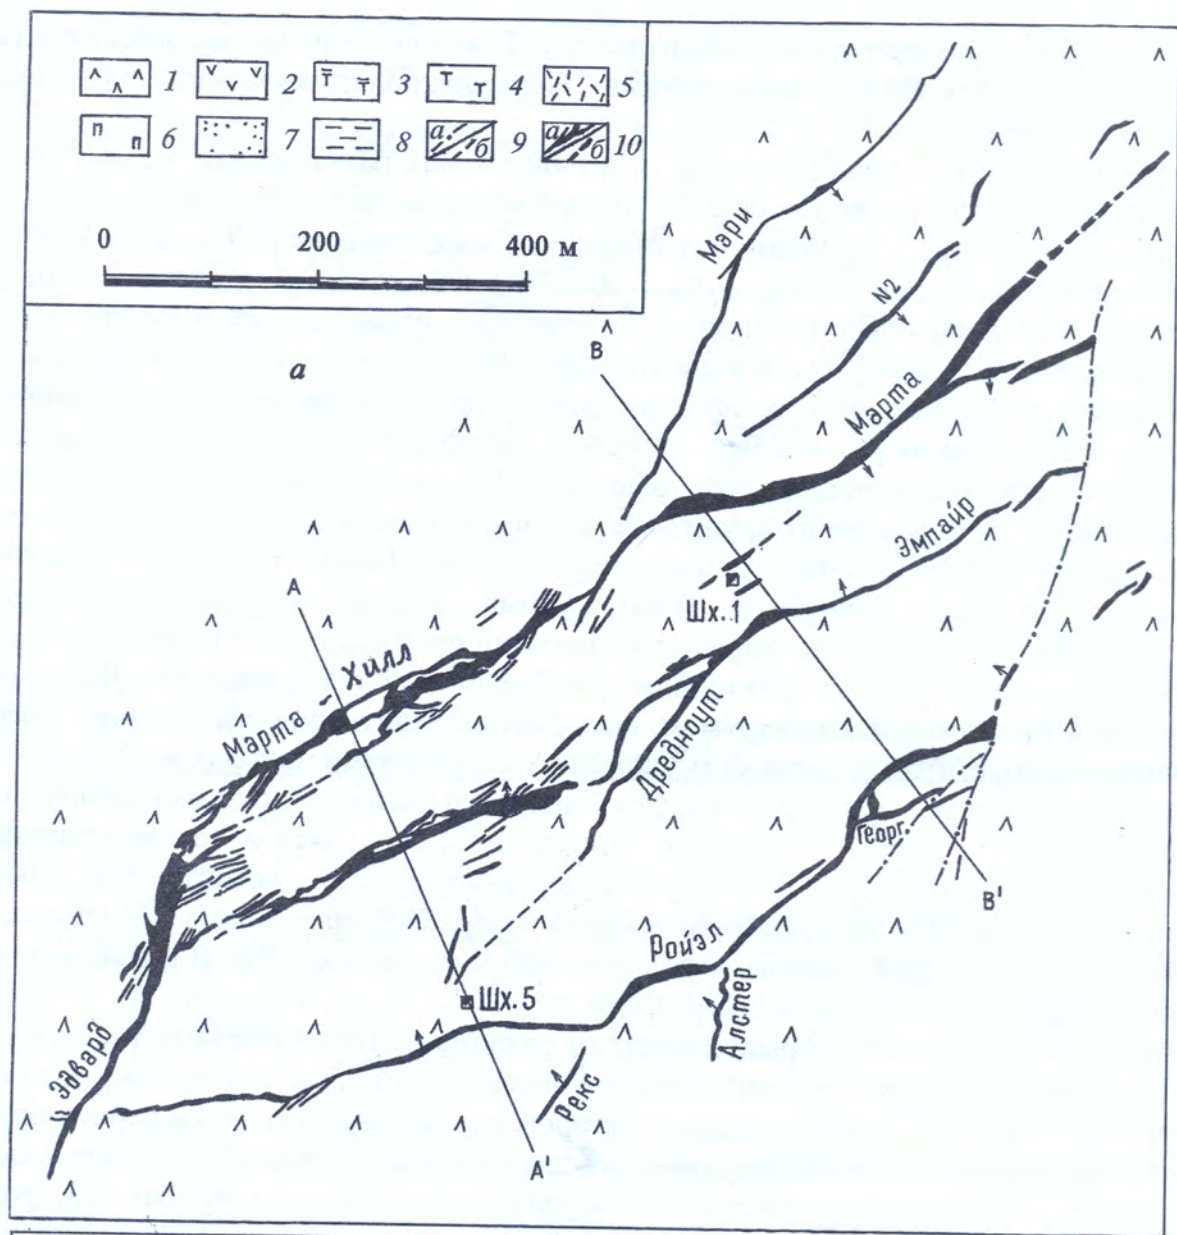 1 2 3 4 5
6 7 а б 8 а б 9 10
0 200 400 м
а
Мари
N2
В
Марта
Эмпайр
А
Шх. 1
Марта - Хилл
Дредноут
Георг.
В'
Ройэл
Шх. 5
Алстер
Эдвард
Рекс
А'